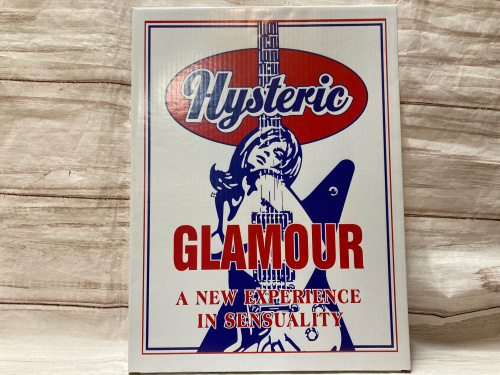 Hysteric
GLAMOUR
A NEW EXPERIENCE
IN SENSUALITY